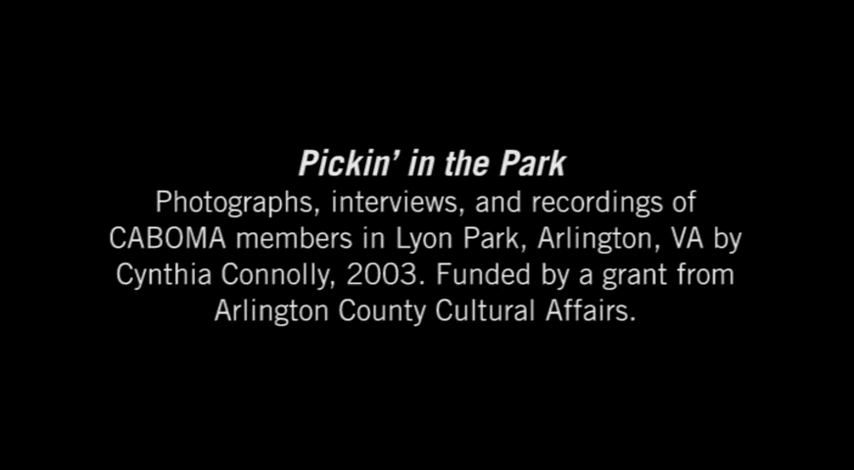 Pickin’ in the Park
Photographs, interviews, and recordings of
CABOMA members in Lyon Park, Arlington, VA by
Cynthia Connolly, 2003. Funded by a grant from
Arlington County Cultural Affairs.